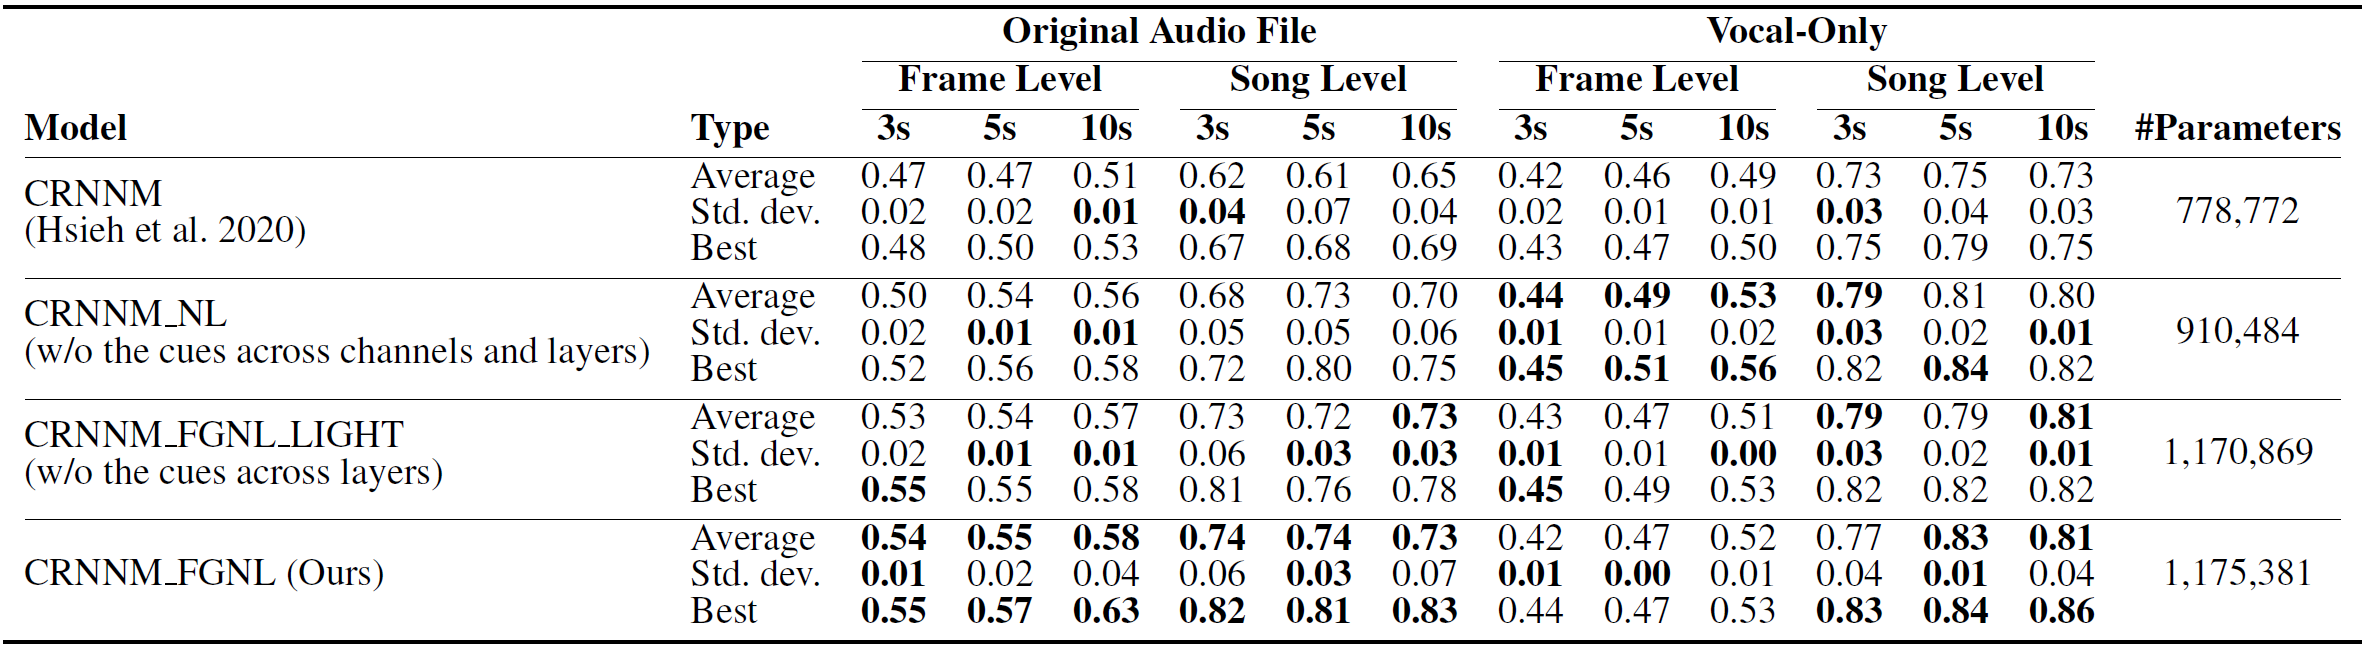 Original Audio File Vocal-Only
Frame Level Song Level Frame Level Song Level
Model Type 3s 5s 10s 3s 5s 10s 3s 5s 10s 3s 5s 10s #Parameters
CRNNM
(Hsieh et al. 2020)
Average 0.47 0.47 0.51 0.62 0.61 0.65 0.42 0.46 0.49 0.73 0.75 0.73
Std. dev. 0.02 0.02 0.01 0.04 0.07 0.04 0.02 0.01 0.01 0.03 0.04 0.03
Best 0.48 0.50 0.53 0.67 0.68 0.69 0.43 0.47 0.50 0.75 0.79 0.75
778,772
CRNNM_NL
(w/o the cues across channels and layers)
Average 0.50 0.54 0.56 0.68 0.73 0.70 0.44 0.49 0.53 0.79 0.81 0.80
Std. dev. 0.02 0.01 0.01 0.05 0.05 0.06 0.01 0.01 0.02 0.03 0.02 0.01
Best 0.52 0.56 0.58 0.72 0.80 0.75 0.45 0.51 0.56 0.82 0.84 0.82
910,484
CRNNM_FGNL_LIGHT
(w/o the cues across layers)
Average 0.53 0.54 0.57 0.73 0.72 0.73 0.43 0.47 0.51 0.79 0.79 0.81
Std. dev. 0.02 0.01 0.01 0.06 0.03 0.03 0.01 0.01 0.00 0.03 0.02 0.01
Best 0.55 0.55 0.58 0.81 0.76 0.78 0.45 0.49 0.53 0.82 0.82 0.82
1,170,869
CRNNM_FGNL (Ours)
Average 0.54 0.55 0.58 0.74 0.74 0.73 0.42 0.47 0.52 0.77 0.83 0.81
Std. dev. 0.01 0.02 0.04 0.06 0.03 0.07 0.01 0.00 0.01 0.04 0.01 0.04
Best 0.55 0.57 0.63 0.82 0.81 0.83 0.44 0.47 0.53 0.83 0.84 0.86
1,175,381